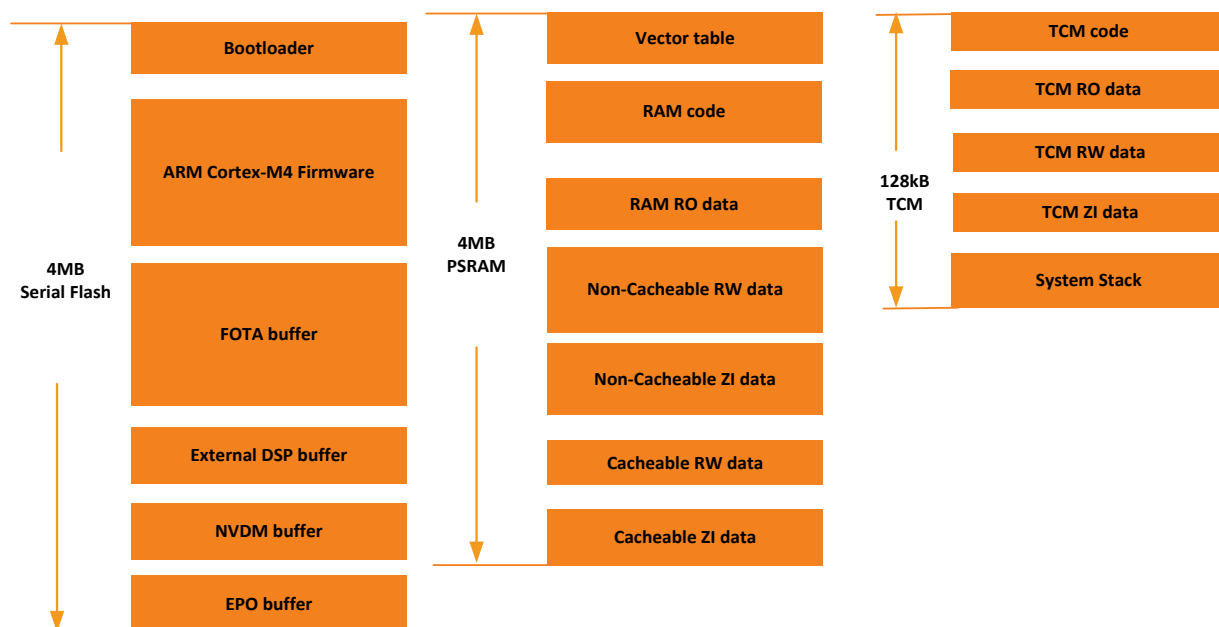 4MB
Serial Flash
Bootloader
ARM Cortex-M4 Firmware
FOTA buffer
External DSP buffer
NVDM buffer
EPO buffer
4MB
PSRAM
Vector table
RAM code
RAM RO data
Non-Cacheable RW data
Non-Cacheable ZI data
Cacheable RW data
Cacheable ZI data
128kB
TCM
TCM code
TCM RO data
TCM RW data
TCM ZI data
System Stack